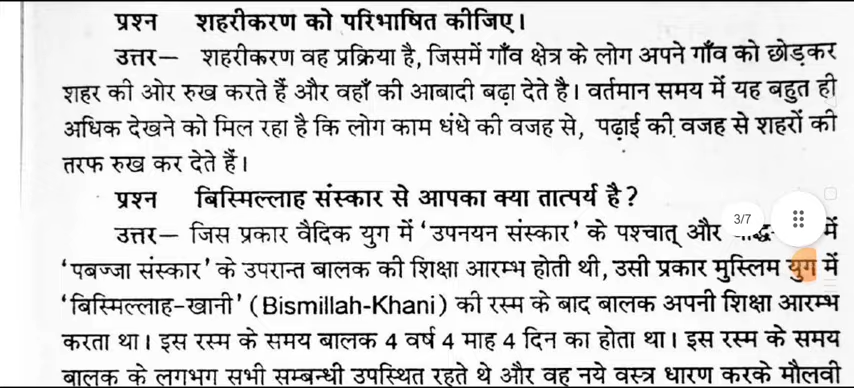 प्रश्न शहरीकरण को परिभाषित कीजिए।
उत्तर— शहरीकरण वह प्रक्रिया है, जिसमें गाँव क्षेत्र के लोग अपने गाँव को छोड़कर
शहर की ओर रुख करते हैं और वहाँ की आबादी बढ़ा देते है। वर्तमान समय में यह बहुत ही
अधिक देखने को मिल रहा है कि लोग काम धंधे की वजह से, पढ़ाई की वजह से शहरों की
तरफ रुख कर देते हैं।
प्रश्न बिस्मिल्लाह संस्कार से आपका क्या तात्पर्य है?
3/7
उत्तर— जिस प्रकार वैदिक युग में 'उपनयन संस्कार' के पश्चात् और में
'पबज्जा संस्कार' के उपरान्त बालक की शिक्षा आरम्भ होती थी, उसी प्रकार मुस्लिम युग में
'बिस्मिल्लाह-खानी' (Bismillah-Khani) की रस्म के बाद बालक अपनी शिक्षा आरम्भ
करता था। इस रस्म के समय बालक 4 वर्ष 4 माह 4 दिन का होता था। इस रस्म के समय
बालक के लगभग सभी सम्बन्धी उपस्थित रहते थे और वह नये वस्त्र धारण करके मौलवी